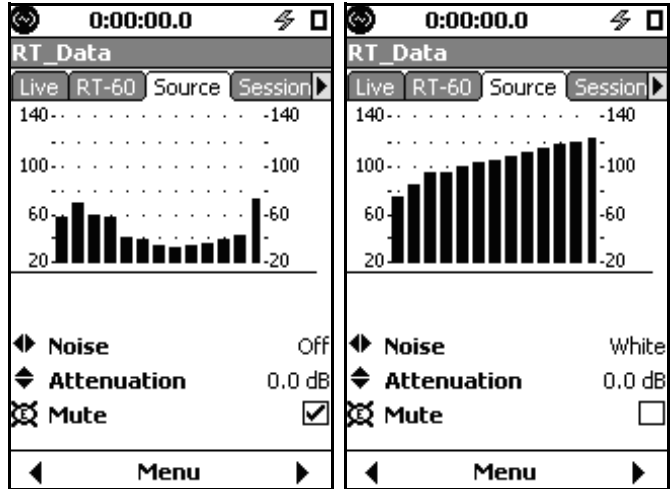 0:00:00.0
RT_Data
Live RT-60 Source Session
140 -140
100 -100
60 -60
20 -20
Noise Off
Attenuation 0.0 dB
E Mute
Menu
0:00:00.0
RT_Data
Live RT-60 Source Session
140 -140
100 -100
60 -60
20 -20
Noise White
Attenuation 0.0 dB
E Mute
Menu